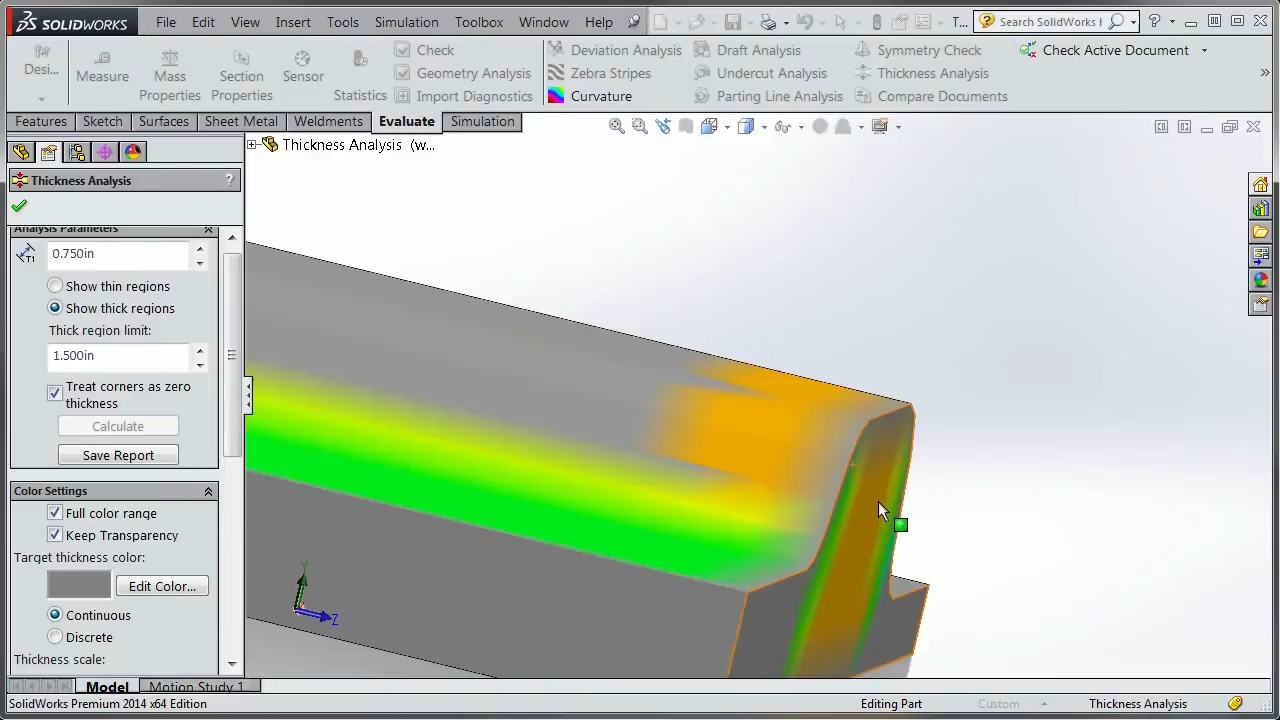 SOLIDWORKS File Edit View Insert Tools Simulation Toolbox Window Help T... Search SolidWorks H
Desi... Measure Mass Properties Section Properties Sensor Statistics
Check
Geometry Analysis
Import Diagnostics
Deviation Analysis
Zebra Stripes
Curvature
Draft Analysis
Undercut Analysis
Parting Line Analysis
Symmetry Check
Thickness Analysis
Compare Documents
Check Active Document
Features Sketch Surfaces Sheet Metal Weldments Evaluate Simulation
Thickness Analysis (w...
Thickness Analysis ?
Analysis Parameters
T1 0.750in
Show thin regions
Show thick regions
Thick region limit:
1.500in
Treat corners as zero
thickness
Calculate
Save Report
Color Settings
Full color range
Keep Transparency
Target thickness color:
Edit Color...
Continuous
Discrete
Thickness scale:
Y
Z
Model Motion Study 1
SolidWorks Premium 2014 x64 Edition Editing Part Custom Thickness Analysis